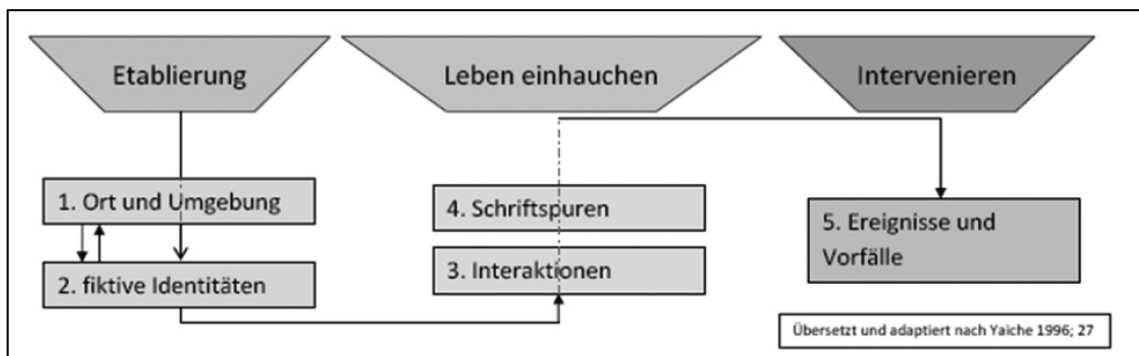 Etablierung
Leben einhauchen
Intervenieren
1. Ort und Umgebung
2. fiktive Identitäten
4. Schriftspuren
3. Interaktionen
5. Ereignisse und
Vorfälle
Übersetzt und adaptiert nach Yaiche 1996; 27